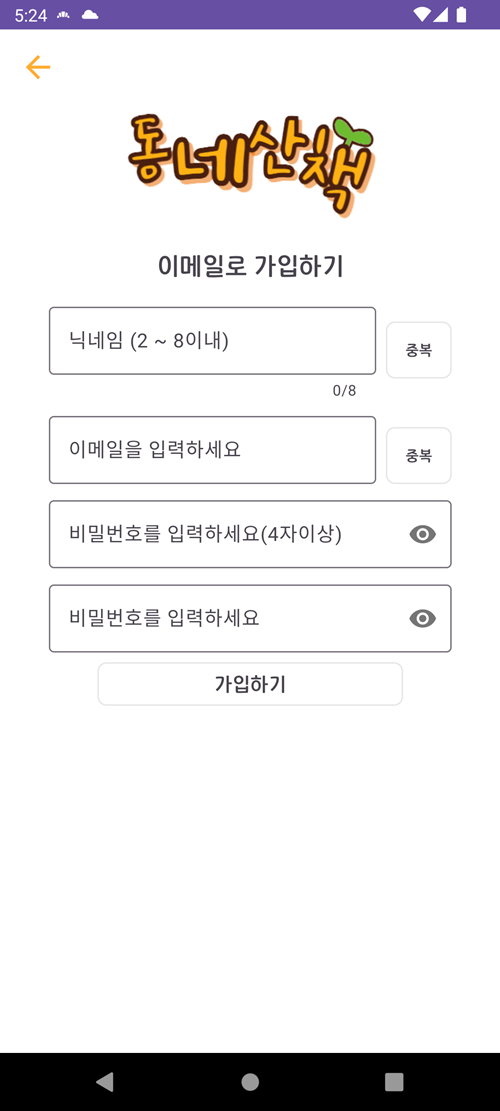 5:24
동네산책
이메일로 가입하기
닉네임 (2 ~ 8이내)
중복
0/8
이메일을 입력하세요
중복
비밀번호를 입력하세요(4자이상)
비밀번호를 입력하세요
가입하기